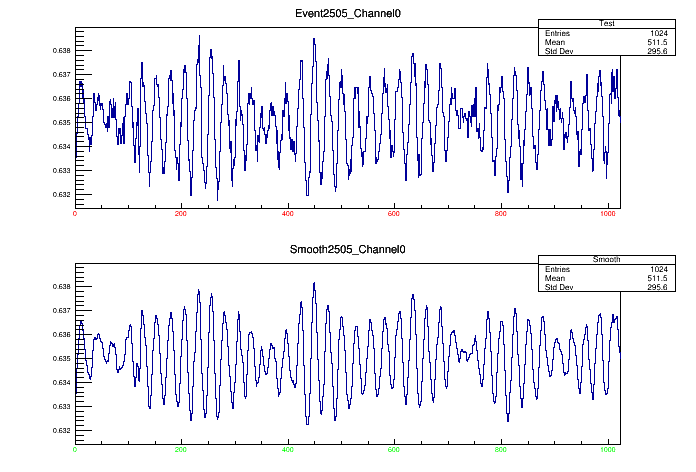 Event2505_Channel0
Test
Entries 1024
Mean 511.5
Std Dev 295.6
0.638
0.637
0.636
0.635
0.634
0.633
0.632
0 200 400 600 800 1000
Smooth2505_Channel0
Smooth
Entries 1024
Mean 511.5
Std Dev 295.6
0.638
0.637
0.636
0.635
0.634
0.633
0.632
0 200 400 600 800 1000